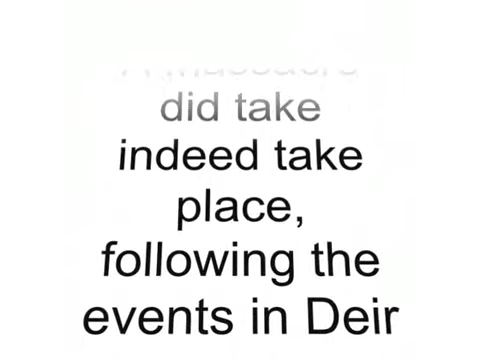 A Massacre
did take
indeed take
place,
following the
events in Deir